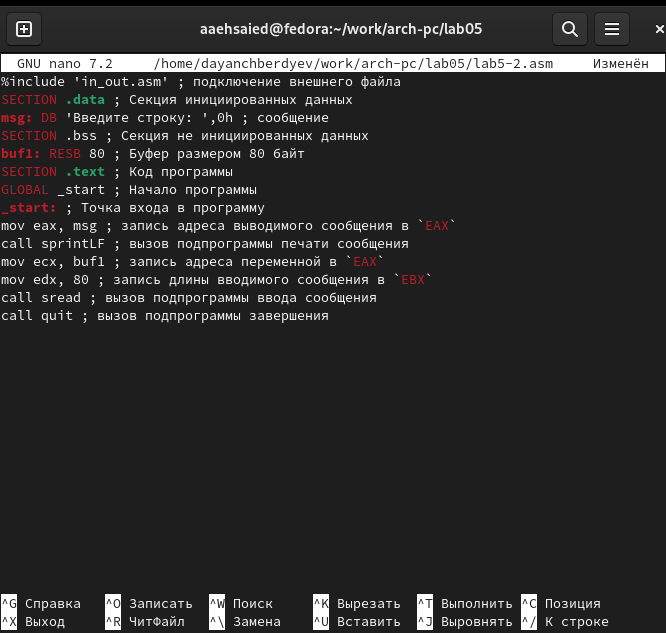 aaehsaied@fedora:~/work/arch-pc/lab05
GNU nano 7.2 /home/dayanchberdyev/work/arch-pc/lab05/lab5-2.asm Изменён
%include 'in_out.asm' ; подключение внешнего файла
SECTION .data ; Секция инициированных данных
msg: DB 'Введите строку: ',0h ; сообщение
SECTION .bss ; Секция не инициированных данных
buf1: RESB 80 ; Буфер размером 80 байт
SECTION .text ; Код программы
GLOBAL _start ; Начало программы
_start: ; Точка входа в программу
mov eax, msg ; запись адреса выводимого сообщения в `EAX`
call sprintLF ; вызов подпрограммы печати сообщения
mov ecx, buf1 ; запись адреса переменной в `EAX`
mov edx, 80 ; запись длины вводимого сообщения в `EBX`
call sread ; вызов подпрограммы ввода сообщения
call quit ; вызов подпрограммы завершения
^G Справка ^O Записать ^W Поиск ^K Вырезать ^T Выполнить ^C Позиция
^X Выход ^R ЧитФайл ^\ Замена ^U Вставить ^J Выровнять ^/ К строке